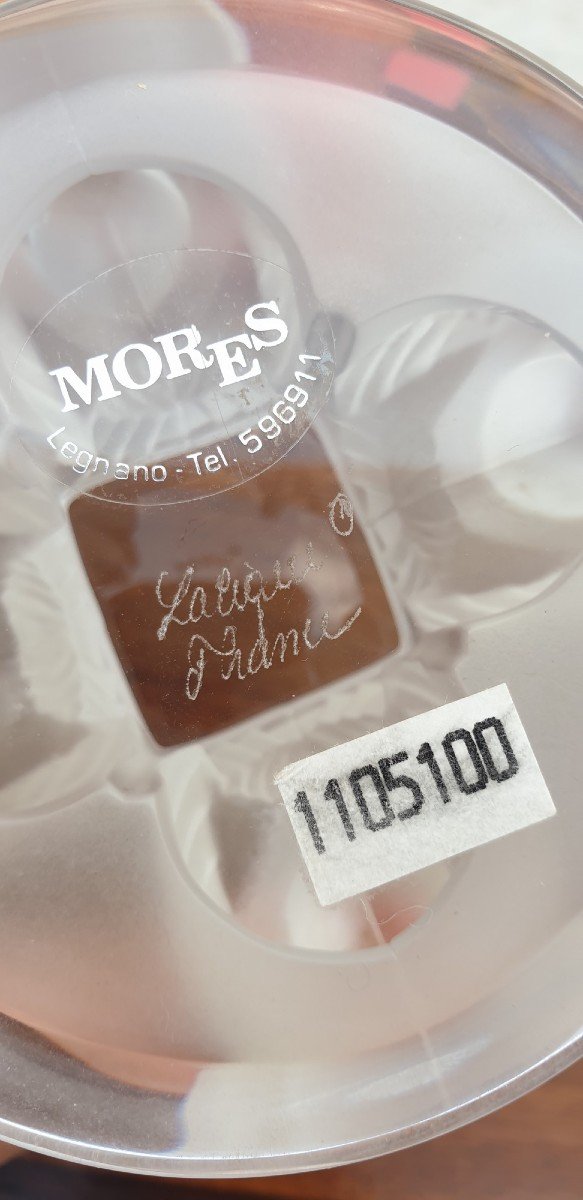 MORES
Legnano - Tel. 596911
®
Lalique
France
1105100